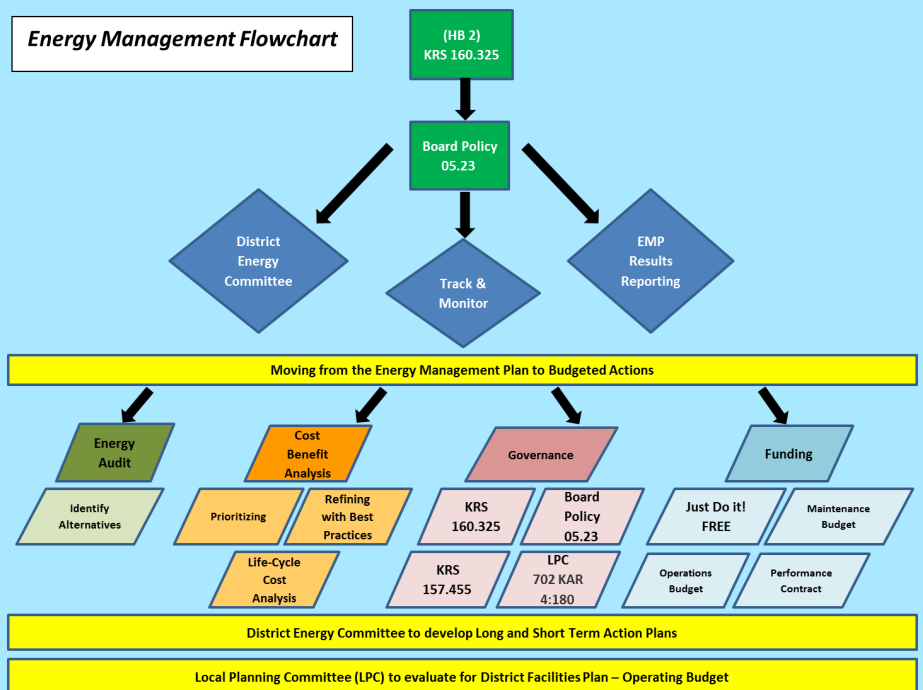 Energy Management Flowchart
(HB 2)
KRS 160.325
Board Policy
05.23
District
Energy
Committee
Track &
Monitor
EMP
Results
Reporting
Moving from the Energy Management Plan to Budgeted Actions
Energy
Audit
Cost
Benefit
Analysis
Governance
Funding
Identify
Alternatives
Prioritizing
Refining
with Best
Practices
KRS
160.325
Board
Policy
05.23
Just Do it!
FREE
Maintenance
Budget
Life-Cycle
Cost
Analysis
KRS
157.455
LPC
702 KAR
4:180
Operations
Budget
Performance
Contract
District Energy Committee to develop Long and Short Term Action Plans
Local Planning Committee (LPC) to evaluate for District Facilities Plan – Operating Budget